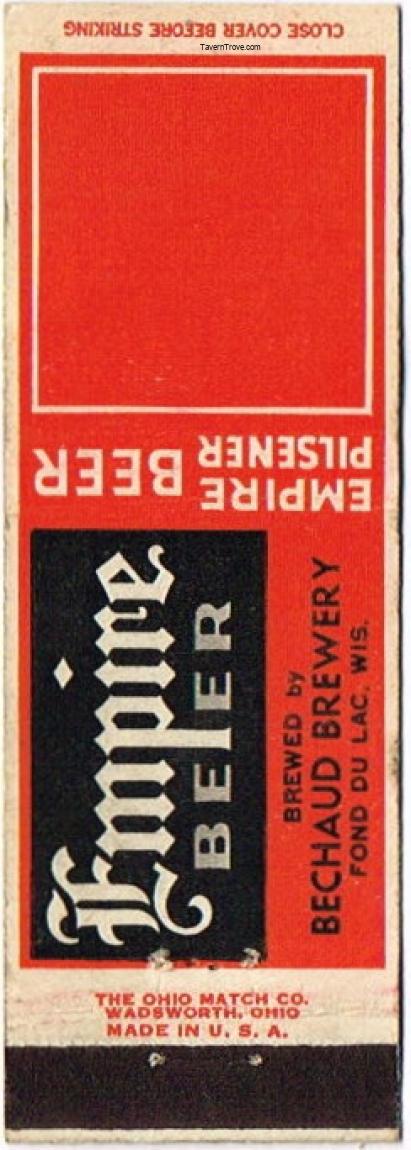 CLOSE COVER BEFORE STRIKING
TavernTrove.com
EMPIRE
PILSENER BEER
Empire
BEER
BREWED by
BECHAUD BREWERY
FOND DU LAC, WIS.
THE OHIO MATCH CO.
WADSWORTH, OHIO
MADE IN U. S. A.